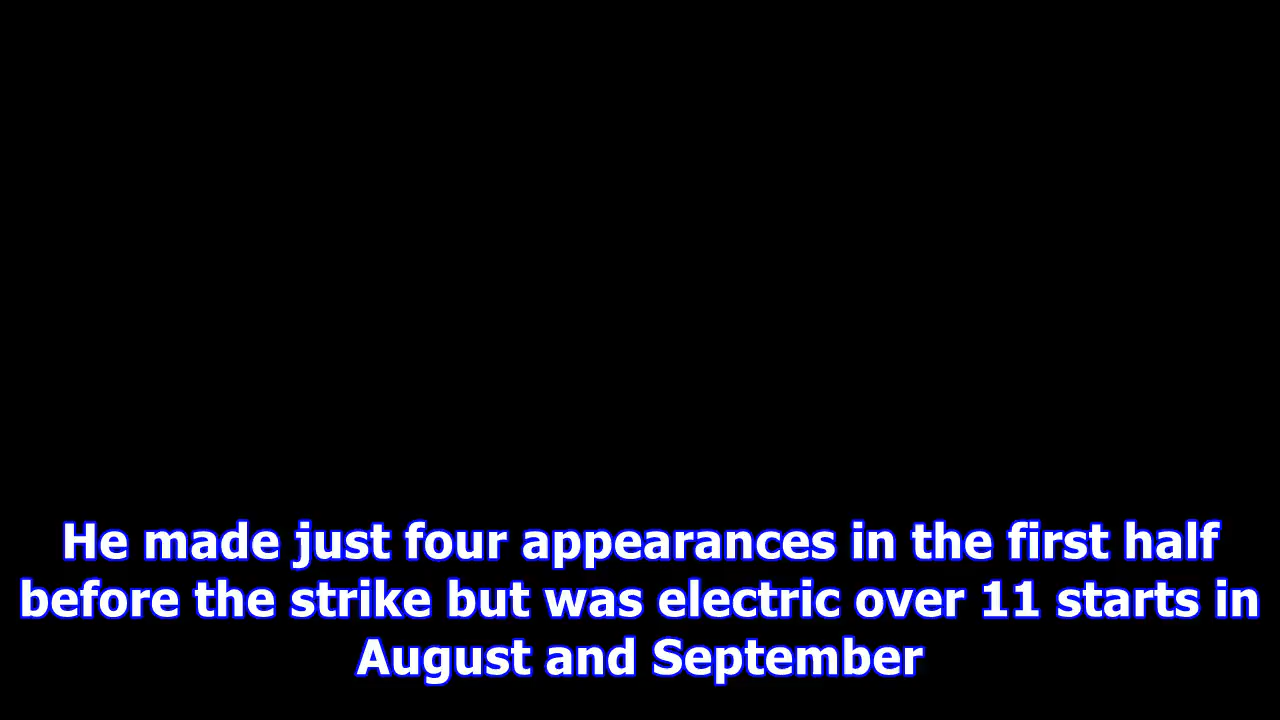 He made just four appearances in the first half
before the strike but was electric over 11 starts in
August and September